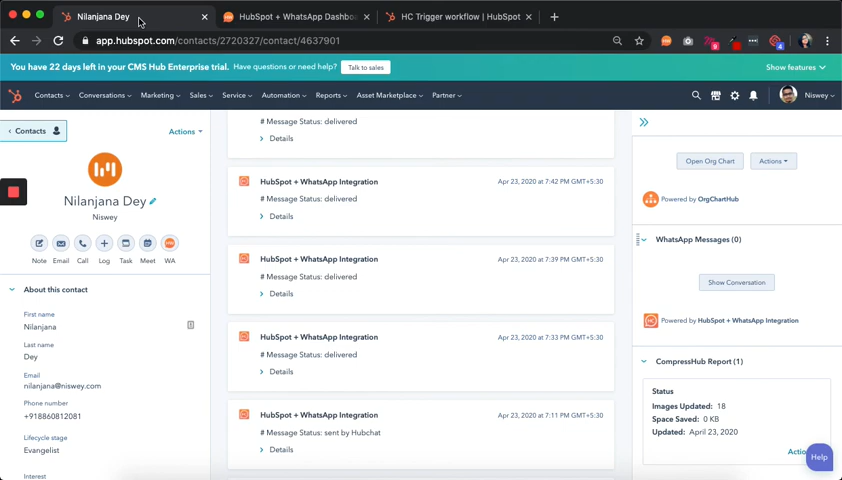 Nilanjana Dey
HubSpot + WhatsApp Dashboa
HC Trigger workflow | HubSpot
app.hubspot.com/contacts/2720327/contact/4637901
9
4
You have 22 days left in your CMS Hub Enterprise trial. Have questions or need help? Talk to sales
Show features
Contacts Conversations Marketing Sales Service Automation Reports Asset Marketplace Partner
Niswey
Contacts
Actions
Nilanjana Dey
Niswey
Note Email Call Log Task Meet WA
About this contact
First name
Nilanjana
Last name
Dey
Email
nilanjana@niswey.com
Phone number
+918860812081
Lifecycle stage
Evangelist
Interest
# Message Status: delivered
Details
HubSpot + WhatsApp Integration Apr 23, 2020 at 7:42 PM GMT+5:30
# Message Status: delivered
Details
HubSpot + WhatsApp Integration Apr 23, 2020 at 7:39 PM GMT+5:30
# Message Status: delivered
Details
HubSpot + WhatsApp Integration Apr 23, 2020 at 7:33 PM GMT+5:30
# Message Status: delivered
Details
HubSpot + WhatsApp Integration Apr 23, 2020 at 7:11 PM GMT+5:30
# Message Status: sent by Hubchat
Details
Open Org Chart Actions
Powered by OrgChartHub
WhatsApp Messages (0)
Show Conversation
HC Powered by HubSpot + WhatsApp Integration
CompressHub Report (1)
Status
Images Updated: 18
Space Saved: 0 KB
Updated: April 23, 2020
Help